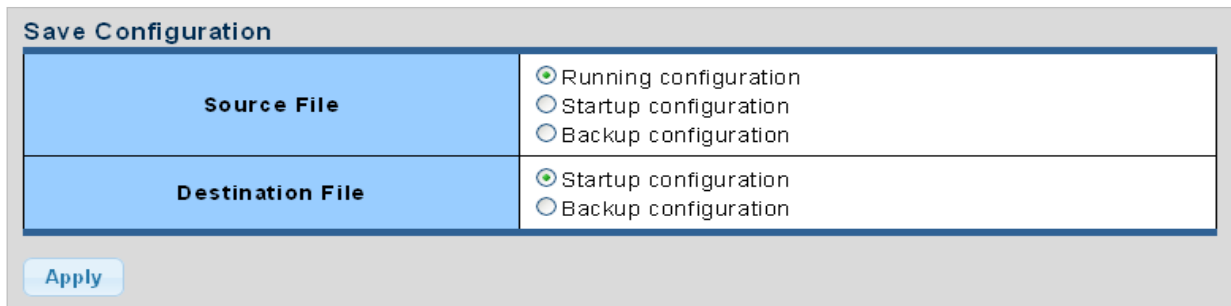 Save Configuration
Source File
Running configuration
Startup configuration
Backup configuration
Destination File
Startup configuration
Backup configuration
Apply